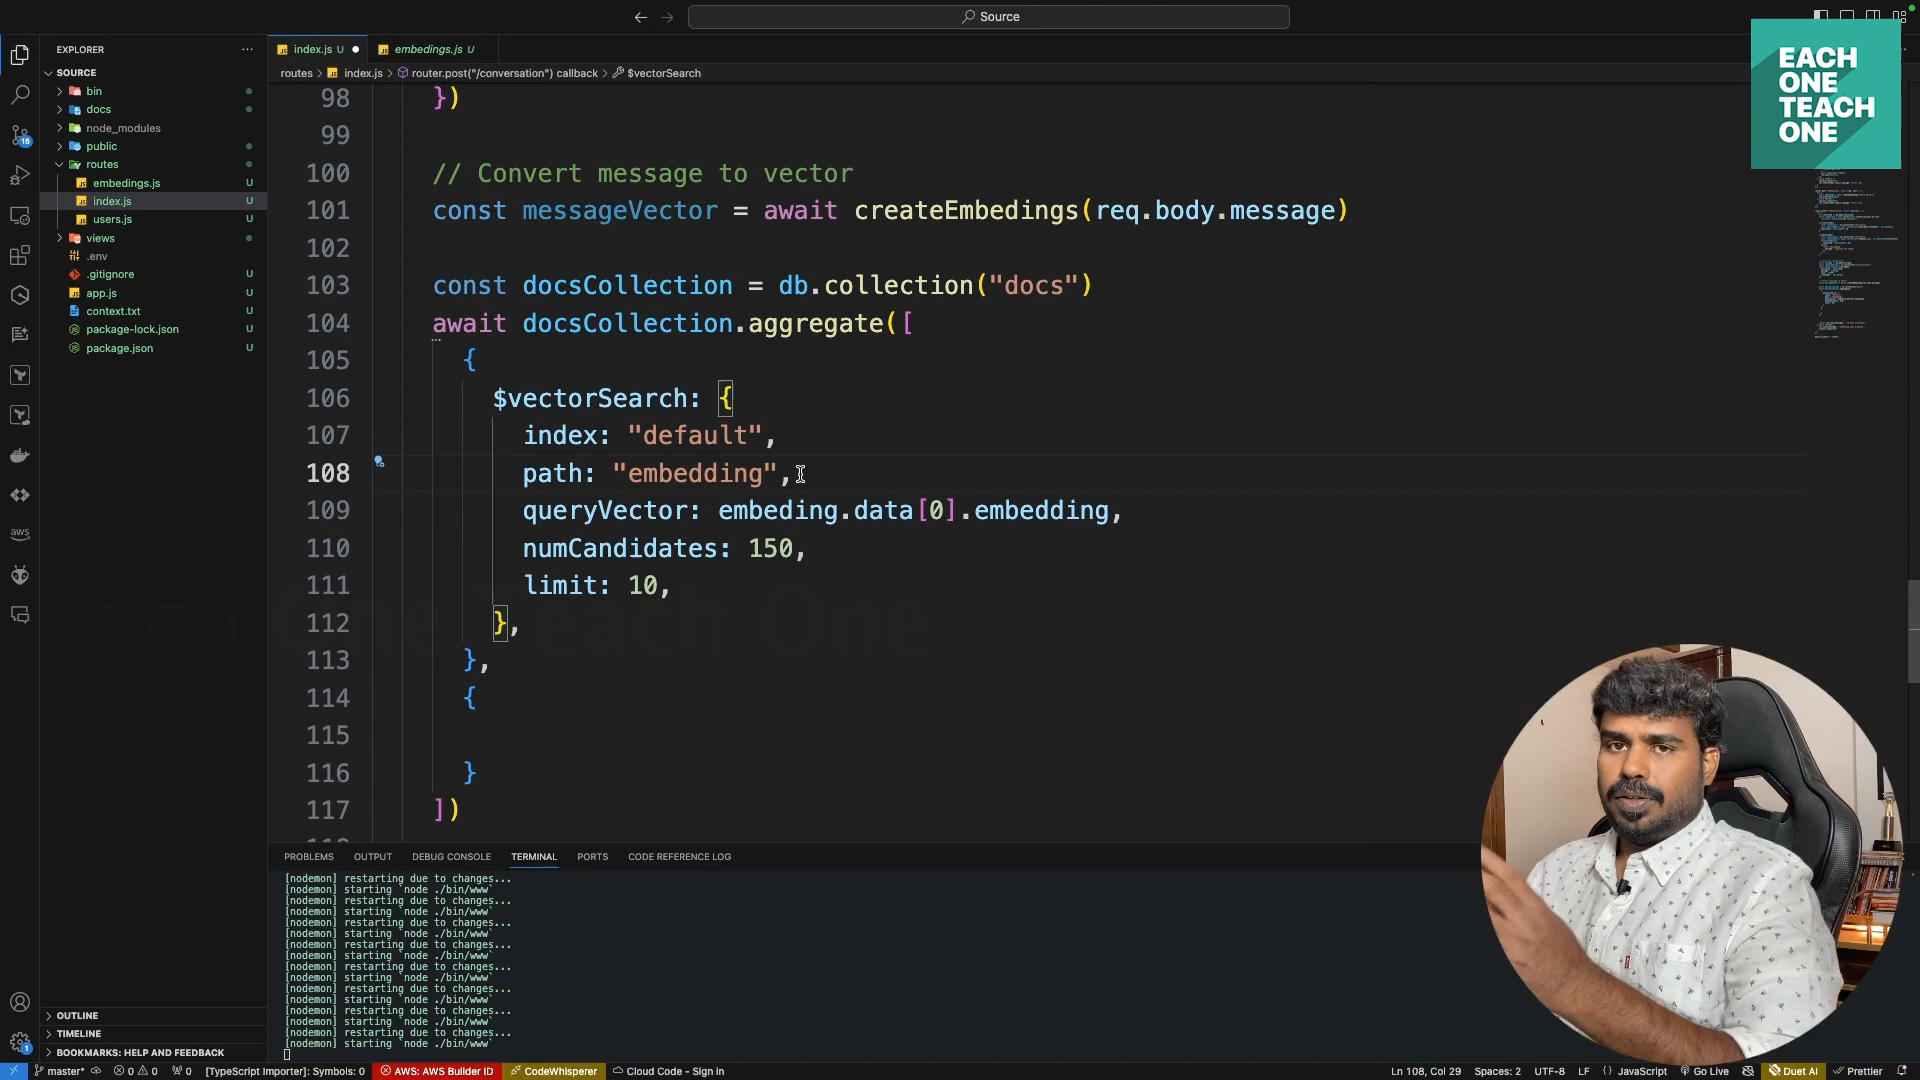 Source
EXPLORER
index.js U
embedings.js U
EACH
ONE
TEACH
ONE
SOURCE
routes > index.js > router.post("/conversation") callback > $vectorSearch
bin
docs
node_modules
public
routes
embedings.js U
index.js U
users.js U
views
.env
.gitignore U
app.js U
context.txt U
package-lock.json U
package.json U
16
98 })
99
100 // Convert message to vector
101 const messageVector = await createEmbedings(req.body.message)
102
103 const docsCollection = db.collection("docs")
104 await docsCollection.aggregate([
105 {
106 $vectorSearch: {
107 index: "default",
108 path: "embedding",
109 queryVector: embeding.data[0].embedding,
110 numCandidates: 150,
111 limit: 10,
112 },
113 },
114 {
115
116 }
117 ])
aws
Each One Teach One
PROBLEMS OUTPUT DEBUG CONSOLE TERMINAL PORTS CODE REFERENCE LOG
[nodemon] restarting due to changes...
[nodemon] starting `node ./bin/www`
[nodemon] restarting due to changes...
[nodemon] starting `node ./bin/www`
[nodemon] restarting due to changes...
[nodemon] starting `node ./bin/www`
[nodemon] restarting due to changes...
[nodemon] starting `node ./bin/www`
[nodemon] restarting due to changes...
[nodemon] starting `node ./bin/www`
[nodemon] restarting due to changes...
[nodemon] starting `node ./bin/www`
[nodemon] restarting due to changes...
[nodemon] starting `node ./bin/www`
[nodemon] restarting due to changes...
[nodemon] starting `node ./bin/www`
OUTLINE
TIMELINE
BOOKMARKS: HELP AND FEEDBACK
1
master* 0 0 0 [TypeScript Importer]: Symbols: 0 AWS: AWS Builder ID CodeWhisperer Cloud Code - Sign in Ln 108, Col 29 Spaces: 2 UTF-8 LF {} JavaScript Go Live Duet AI Prettier